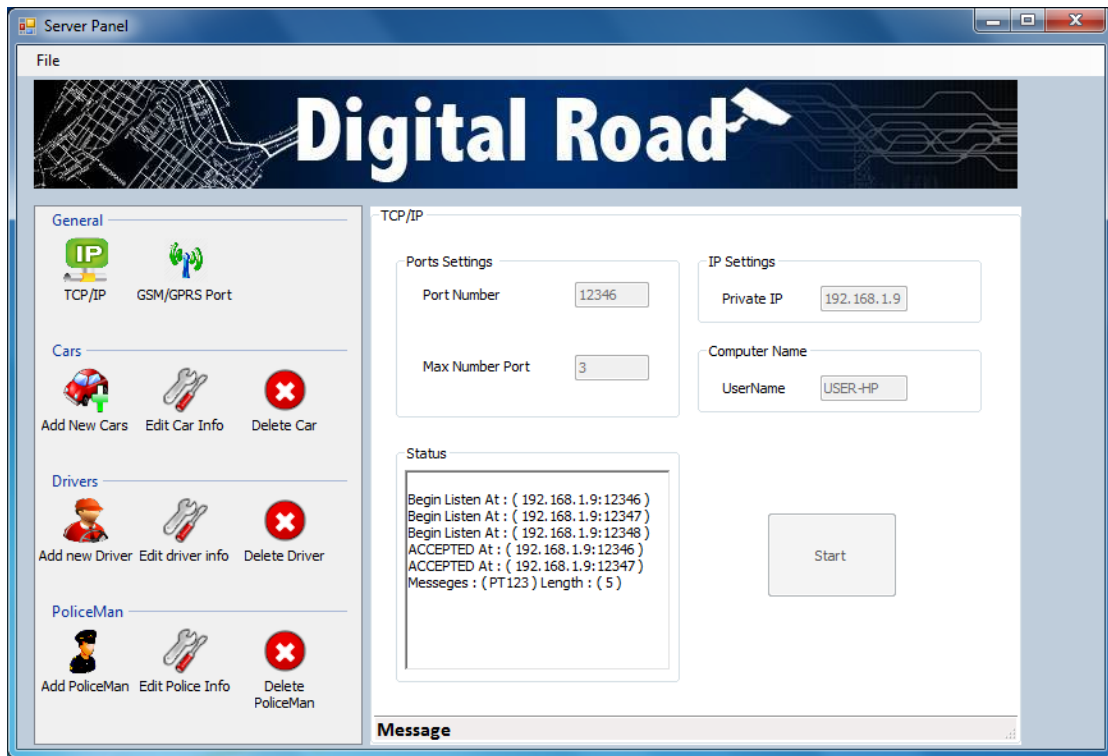 Server Panel
File
Digital Road
General
IP
TCP/IP
GSM/GPRS Port
Cars
Add New Cars
Edit Car Info
Delete Car
Drivers
Add new Driver
Edit driver info
Delete Driver
PoliceMan
Add PoliceMan
Edit Police Info
Delete
PoliceMan
TCP/IP
Ports Settings
Port Number
12346
Max Number Port
3
IP Settings
Private IP
192.168.1.9
Computer Name
UserName
USER-HP
Status
Begin Listen At : ( 192.168.1.9:12346 )
Begin Listen At : ( 192.168.1.9:12347 )
Begin Listen At : ( 192.168.1.9:12348 )
ACCEPTED At : ( 192.168.1.9:12346 )
ACCEPTED At : ( 192.168.1.9:12347 )
Messeges : ( PT123 ) Length : ( 5 )
Start
Message